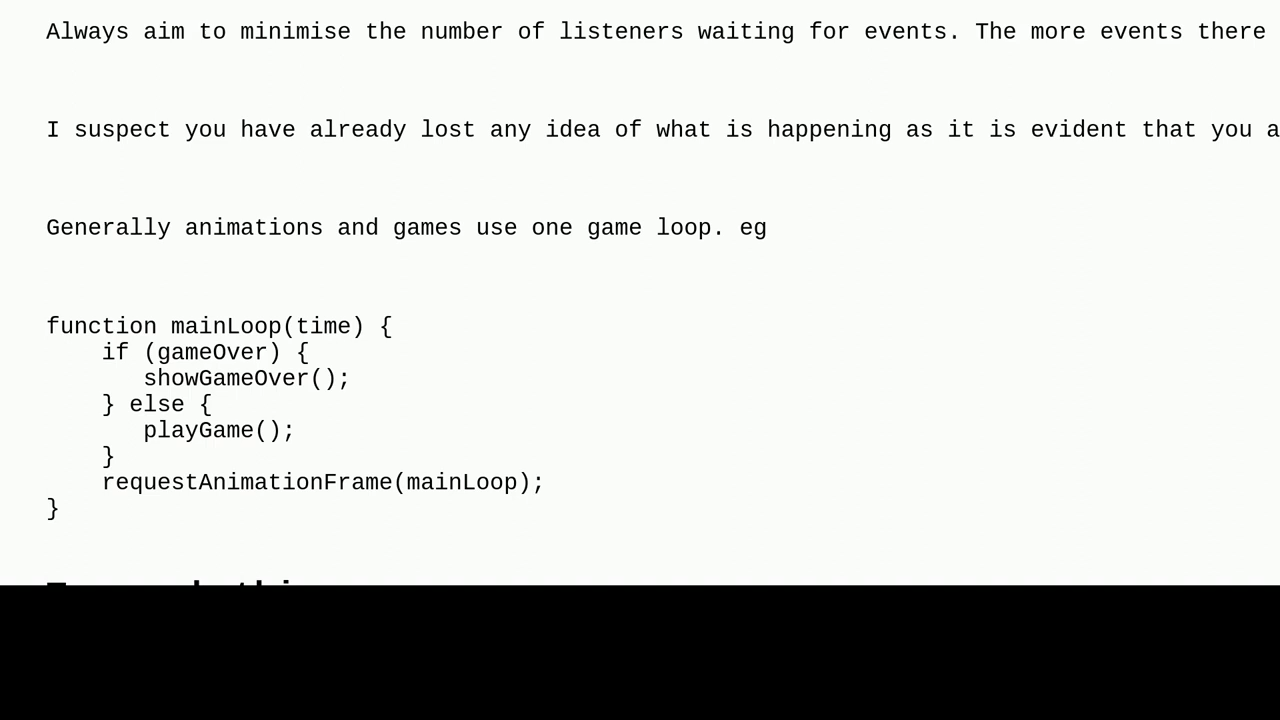 Always aim to minimise the number of listeners waiting for events. The more events there
I suspect you have already lost any idea of what is happening as it is evident that you
Generally animations and games use one game loop. eg
function mainLoop(time) {
    if (gameOver) {
       showGameOver();
    } else {
       playGame();
    }
    requestAnimationFrame(mainLoop);
}